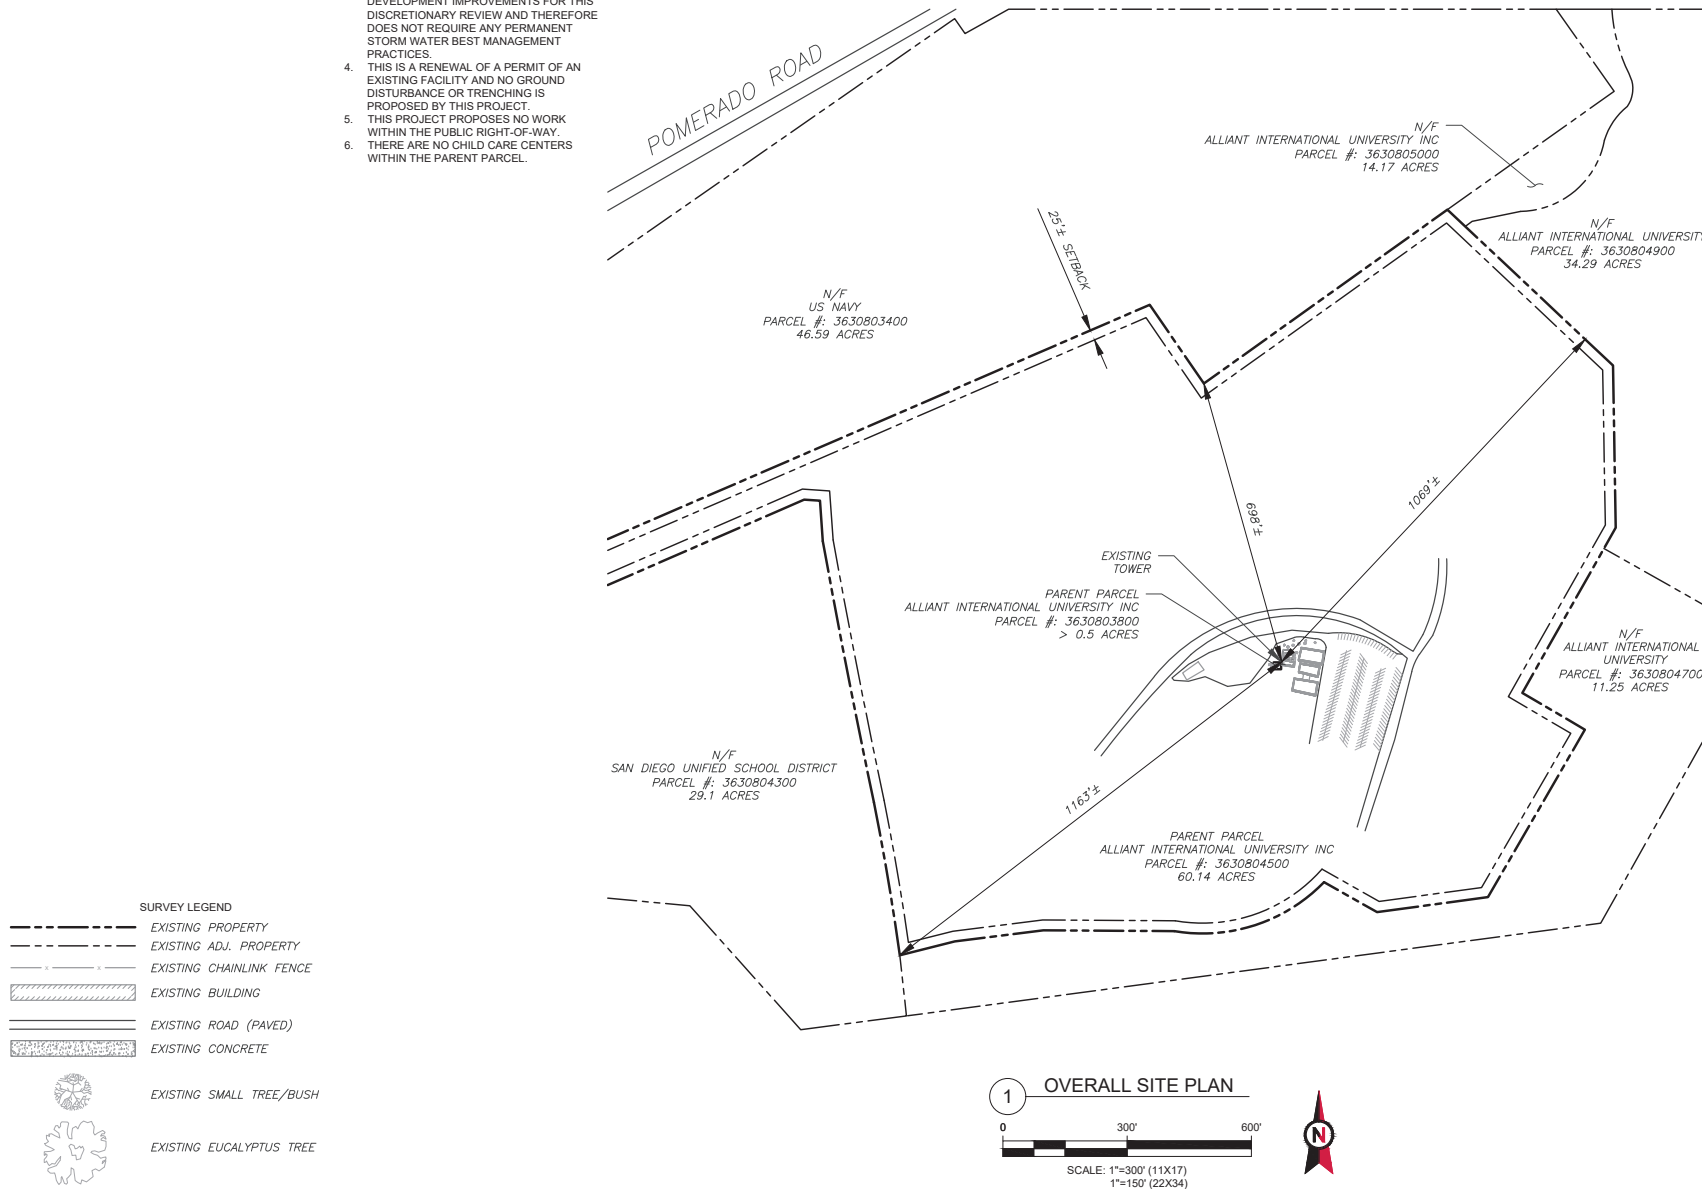 DEVELOPMENT IMPROVEMENTS FOR THIS
DISCRETIONARY REVIEW AND THEREFORE
DOES NOT REQUIRE ANY PERMANENT
STORM WATER BEST MANAGEMENT
PRACTICES.
4. THIS IS A RENEWAL OF A PERMIT OF AN
EXISTING FACILITY AND NO GROUND
DISTURBANCE OR TRENCHING IS
PROPOSED BY THIS PROJECT.
5. THIS PROJECT PROPOSES NO WORK
WITHIN THE PUBLIC RIGHT-OF-WAY.
6. THERE ARE NO CHILD CARE CENTERS
WITHIN THE PARENT PARCEL.
POMERADO ROAD
N/F
ALLIANT INTERNATIONAL UNIVERSITY INC
PARCEL #: 3630805000
14.17 ACRES
N/F
ALLIANT INTERNATIONAL UNIVERSITY
PARCEL #: 3630804900
34.29 ACRES
25'± SETBACK
N/F
US NAVY
PARCEL #: 3630803400
46.59 ACRES
698'±
1069'±
EXISTING
TOWER
PARENT PARCEL
ALLIANT INTERNATIONAL UNIVERSITY INC
PARCEL #: 3630803800
> 0.5 ACRES
N/F
ALLIANT INTERNATIONAL
UNIVERSITY
PARCEL #: 3630804700
11.25 ACRES
N/F
SAN DIEGO UNIFIED SCHOOL DISTRICT
PARCEL #: 3630804300
29.1 ACRES
1163'±
PARENT PARCEL
ALLIANT INTERNATIONAL UNIVERSITY INC
PARCEL #: 3630804500
60.14 ACRES
SURVEY LEGEND
EXISTING PROPERTY
EXISTING ADJ. PROPERTY
x x EXISTING CHAINLINK FENCE
EXISTING BUILDING
EXISTING ROAD (PAVED)
EXISTING CONCRETE
EXISTING SMALL TREE/BUSH
EXISTING EUCALYPTUS TREE
1 OVERALL SITE PLAN
0 300' 600'
SCALE: 1"=300' (11X17)
1"=150' (22X34)
N